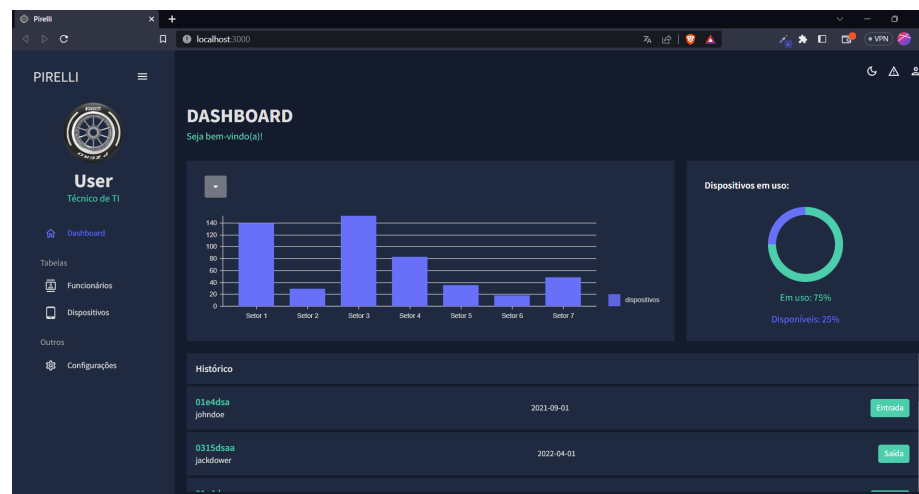 Pirelli
localhost:3000
VPN
PIRELLI
P ZERO
User
Técnico de TI
Dashboard
Tabelas
Funcionários
Dispositivos
Outros
Configurações
DASHBOARD
Seja bem-vindo(a)!
140
120
100
80
60
40
20
0
Setor 1
Setor 2
Setor 3
Setor 4
Setor 5
Setor 6
Setor 7
dispositivos
Dispositivos em uso:
Em uso: 75%
Disponíveis: 25%
Histórico
01e4dsa
johndoe
2021-09-01
Entrada
0315dsaa
jackdower
2022-04-01
Saída